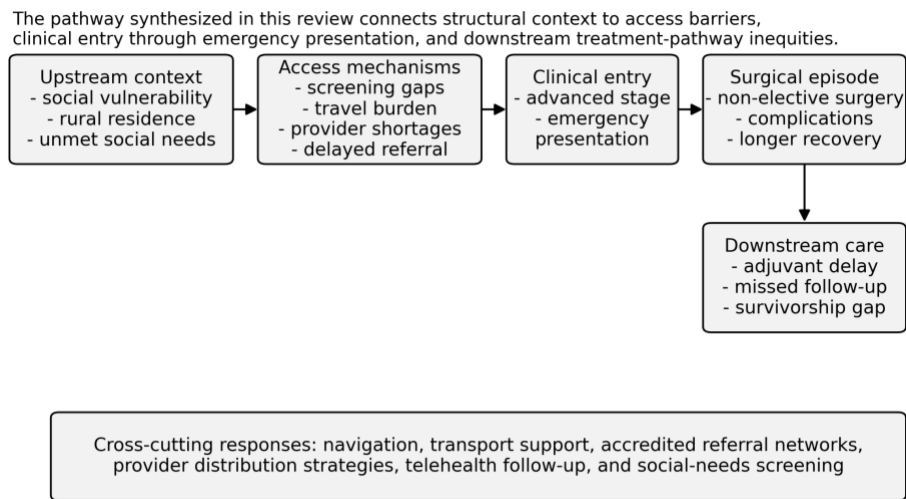 The pathway synthesized in this review connects structural context to access barriers,
clinical entry through emergency presentation, and downstream treatment-pathway inequities.
Upstream context
- social vulnerability
- rural residence
- unmet social needs
Access mechanisms
- screening gaps
- travel burden
- provider shortages
- delayed referral
Clinical entry
- advanced stage
- emergency
presentation
Surgical episode
- non-elective surgery
- complications
- longer recovery
Downstream care
- adjuvant delay
- missed follow-up
- survivorship gap
Cross-cutting responses: navigation, transport support, accredited referral networks,
provider distribution strategies, telehealth follow-up, and social-needs screening